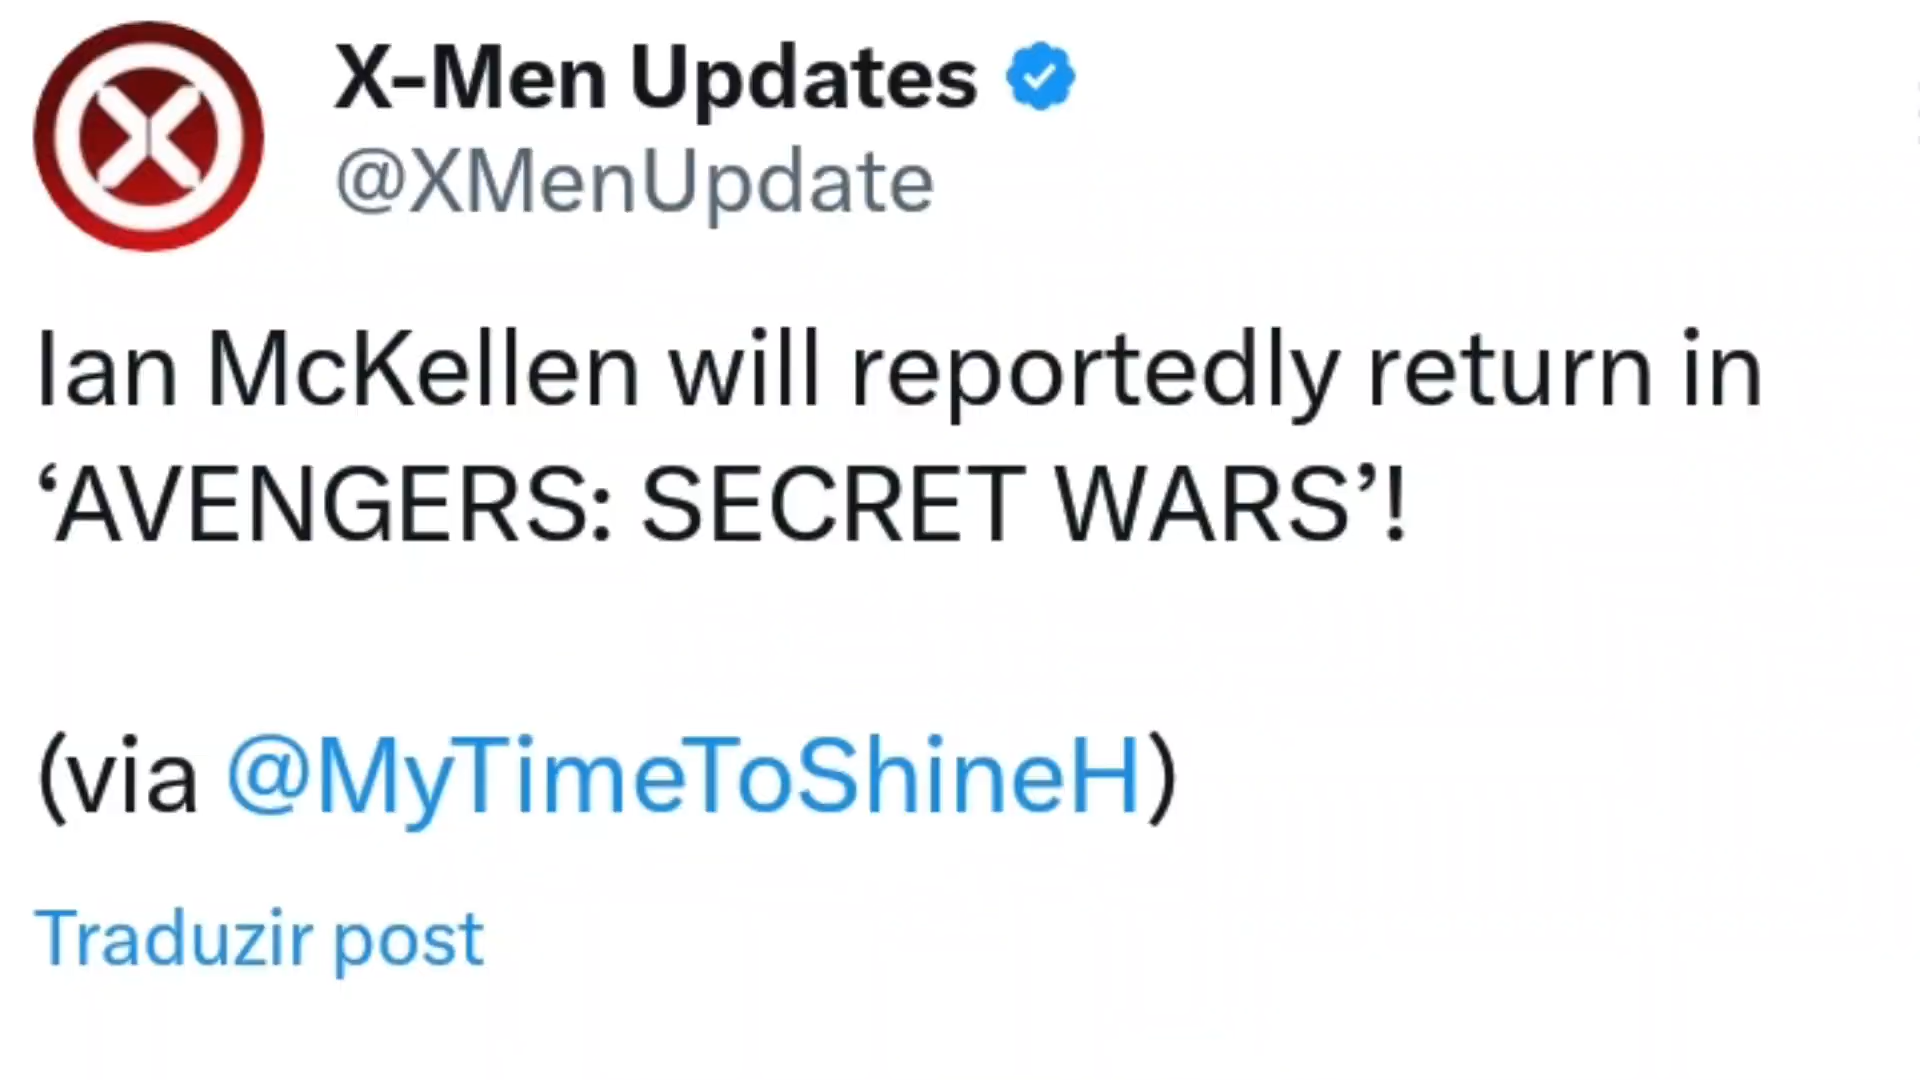 X-Men Updates
@XMenUpdate
Ian McKellen will reportedly return in
‘AVENGERS: SECRET WARS’!
(via @MyTimeToShineH)
Traduzir post